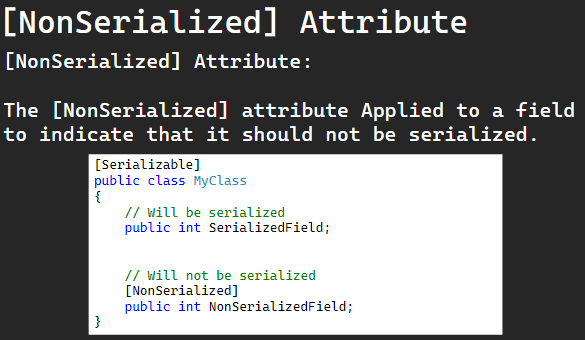 [NonSerialized] Attribute
[NonSerialized] Attribute:
The [NonSerialized] attribute Applied to a field
to indicate that it should not be serialized.
[Serializable]
public class MyClass
{
// Will be serialized
public int SerializedField;
// Will not be serialized
[NonSerialized]
public int NonSerializedField;
}